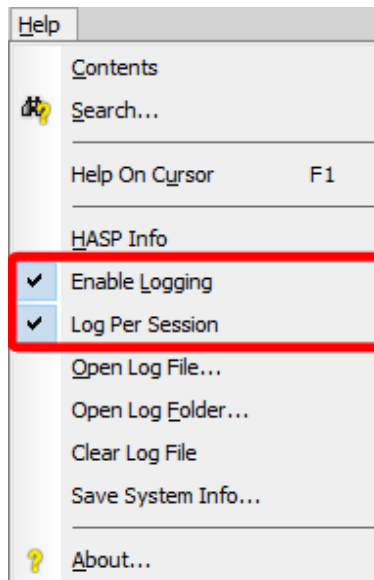 Help
Contents
Search...
Help On Cursor F1
HASP Info
Enable Logging
Log Per Session
Open Log File...
Open Log Folder...
Clear Log File
Save System Info...
About...